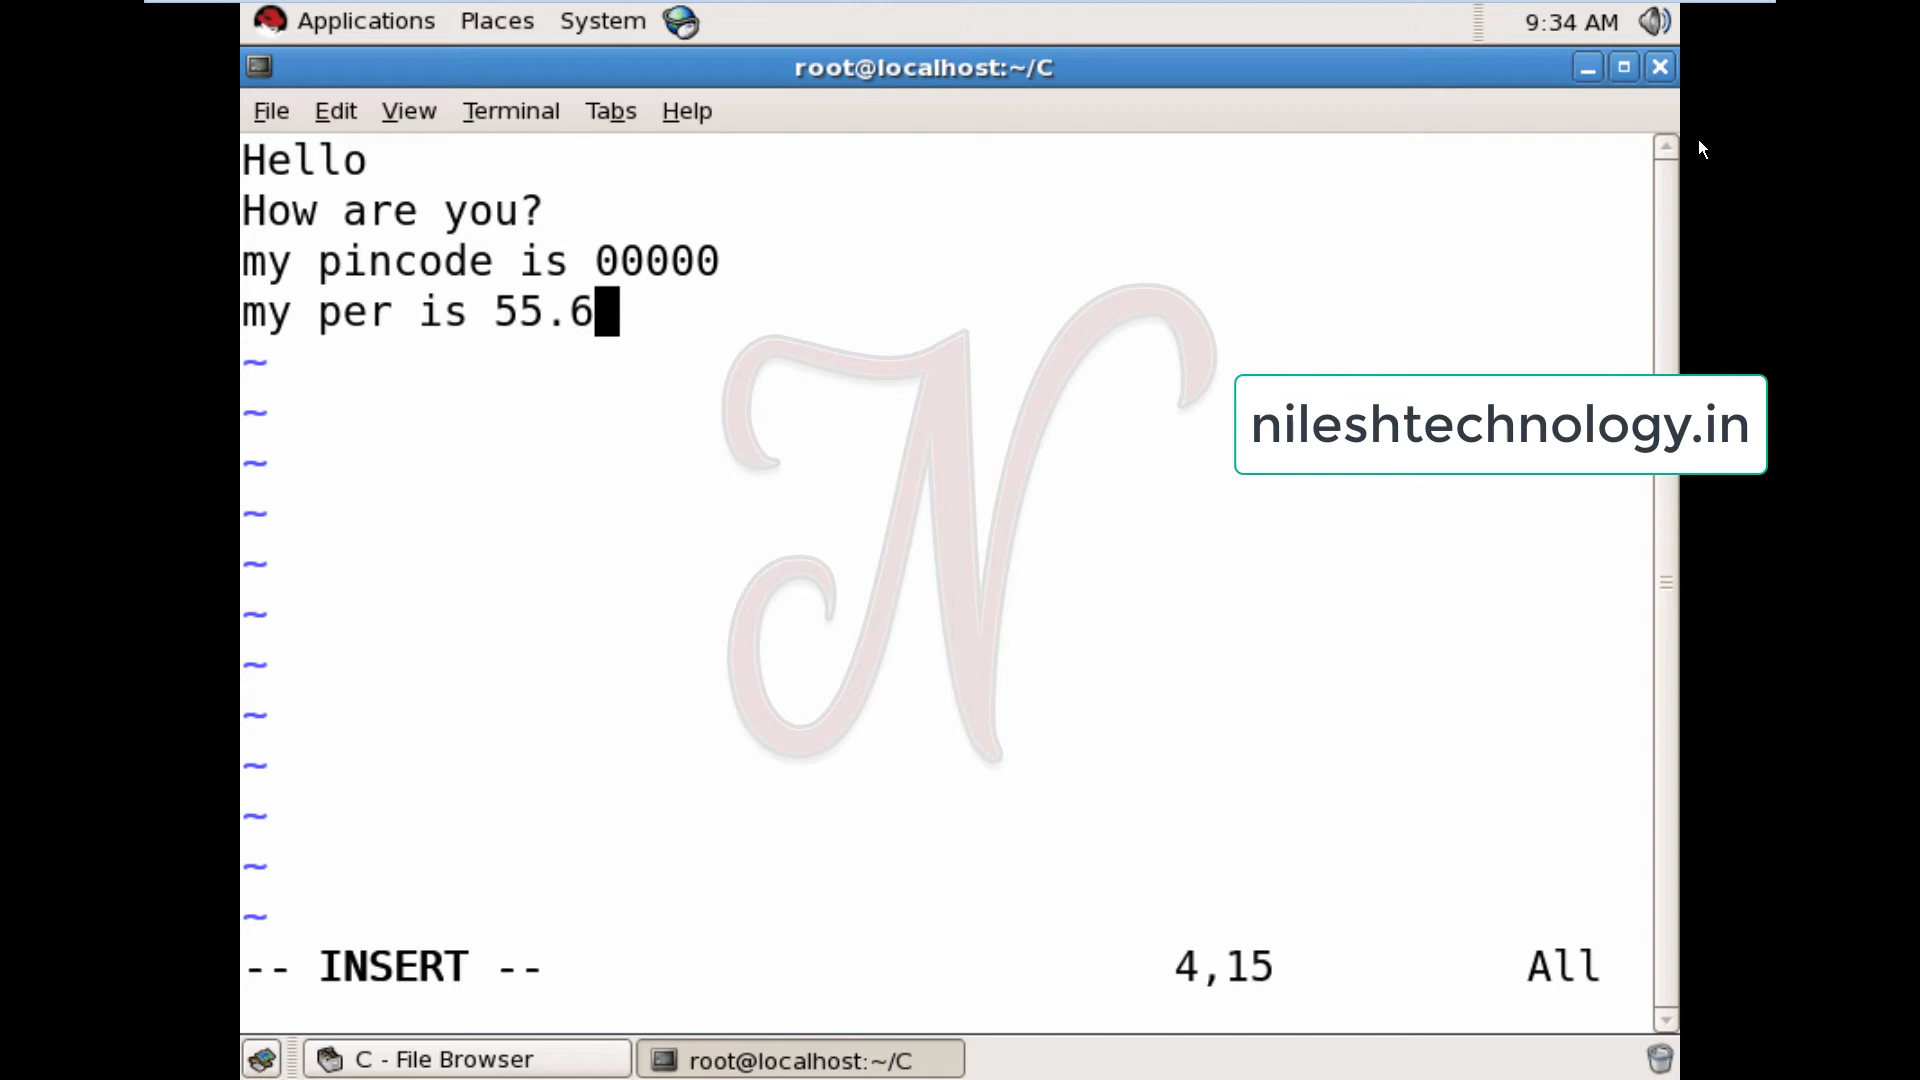 Applications Places System 9:34 AM
root@localhost:~/C
File Edit View Terminal Tabs Help
Hello
How are you?
my pincode is 00000
my per is 55.6
~
~
~
~
~
~
~
~
~
~
~
~
nileshtechnology.in
N
-- INSERT -- 4,15 All
C - File Browser root@localhost:~/C